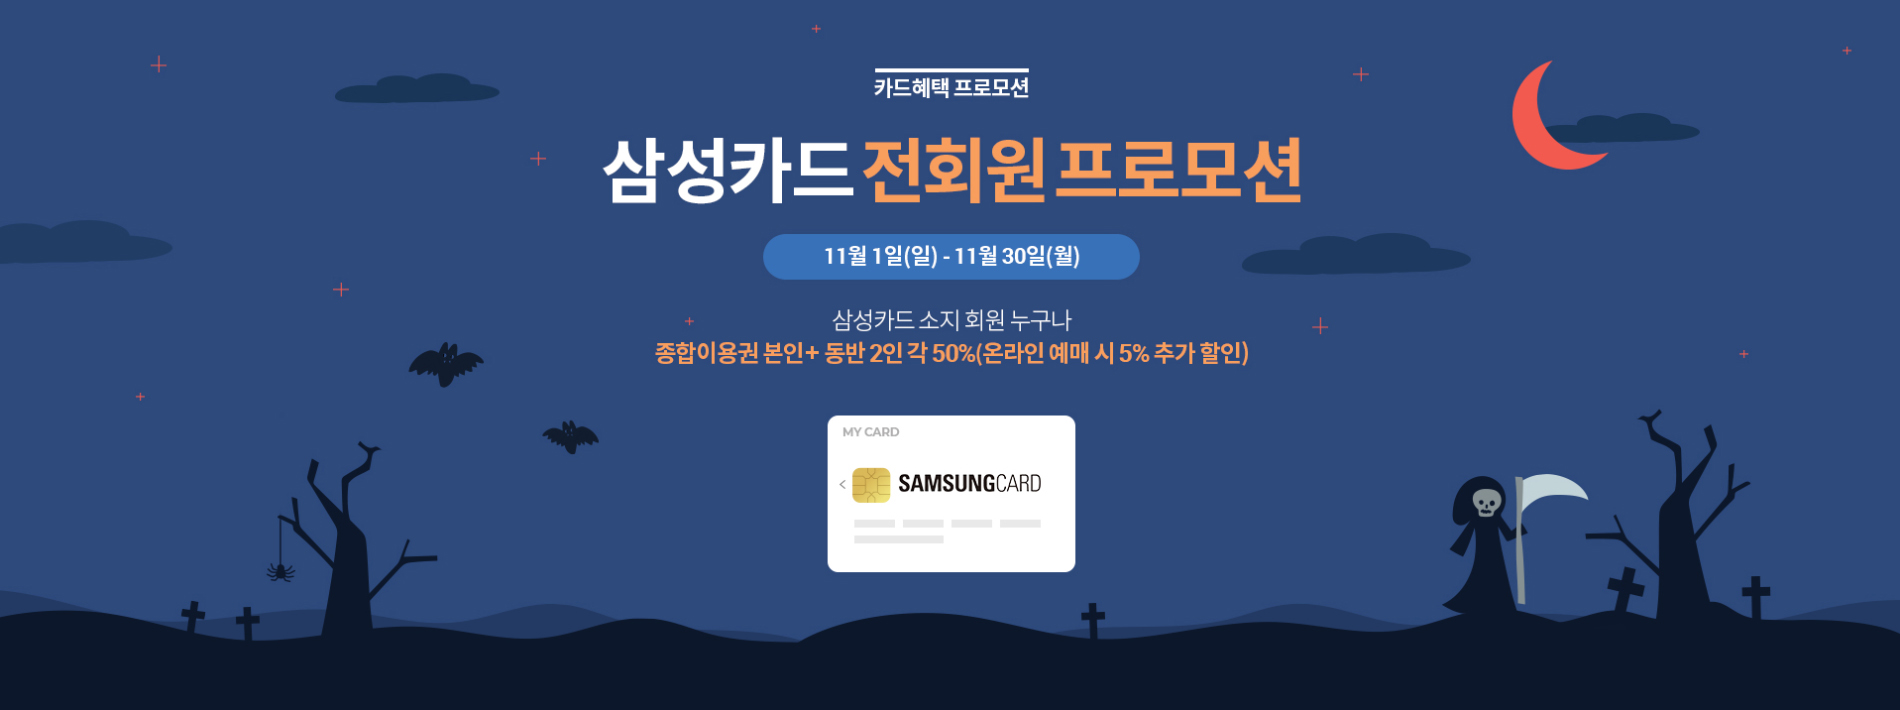 카드혜택 프로모션
삼성카드 전회원 프로모션
11월 1일(일) - 11월 30일(월)
삼성카드 소지 회원 누구나
종합이용권 본인+ 동반 2인 각 50%(온라인 예매 시 5% 추가 할인)
MY CARD
< SAMSUNGCARD